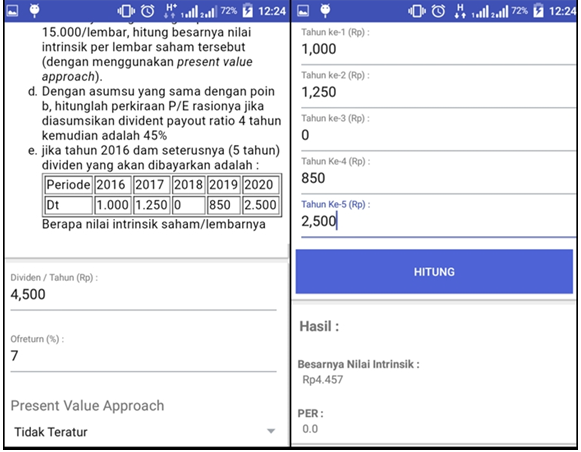 H+ 72% 12:24
15.000/lembar, hitung besarnya nilai
intrinsik per lembar saham tersebut
(dengan menggunakan present value
approach).
d. Dengan asumsu yang sama dengan poin
b, hitunglah perkiraan P/E rasionya jika
diasumsikan divident payout ratio 4 tahun
kemudian adalah 45%
e. jika tahun 2016 dam seterusnya (5 tahun)
dividen yang akan dibayarkan adalah :
Periode 2016 2017 2018 2019 2020
Dt 1.000 1.250 0 850 2.500
Berapa nilai intrinsik saham/lembarnya
Dividen / Tahun (Rp) :
4,500
Ofreturn (%) :
7
Present Value Approach
Tidak Teratur
H 72% 12:24
Tahun ke-1 (Rp) :
1,000
Tahun ke-2 (Rp) :
1,250
Tahun ke-3 (Rp) :
0
Tahun Ke-4 (Rp) :
850
Tahun Ke-5 (Rp) :
2,500
HITUNG
Hasil :
Besarnya Nilai Intrinsik :
Rp4.457
PER :
0.0